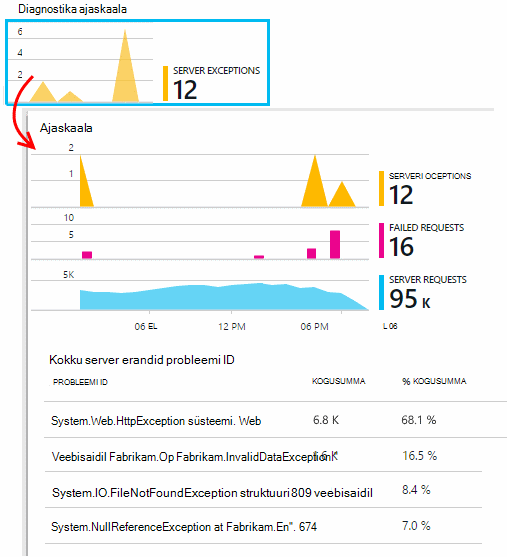 Diagnostika ajaskaala
6
4
2
SERVER EXCEPTIONS
12
Ajaskaala
2
1
SERVERI OCEPTIONS
12
10
5
FAILED REQUESTS
16
5K
SERVER REQUESTS
95 K
06 EL 12 PM 06 PM L 06
Kokku server erandid probleemi ID
PROBLEEMI ID KOGUSUMMA % KOGUSUMMA
System.Web.HttpException süsteemi. Web 6.8 K 68.1 %
Veebisaidil Fabrikam.Op Fabrikam.InvalidDataException 16.5 %
System.IO.FileNotFoundException struktuuri 809 veebisaidil 8.4 %
System.NullReferenceException at Fabrikam.En". 674 7.0 %